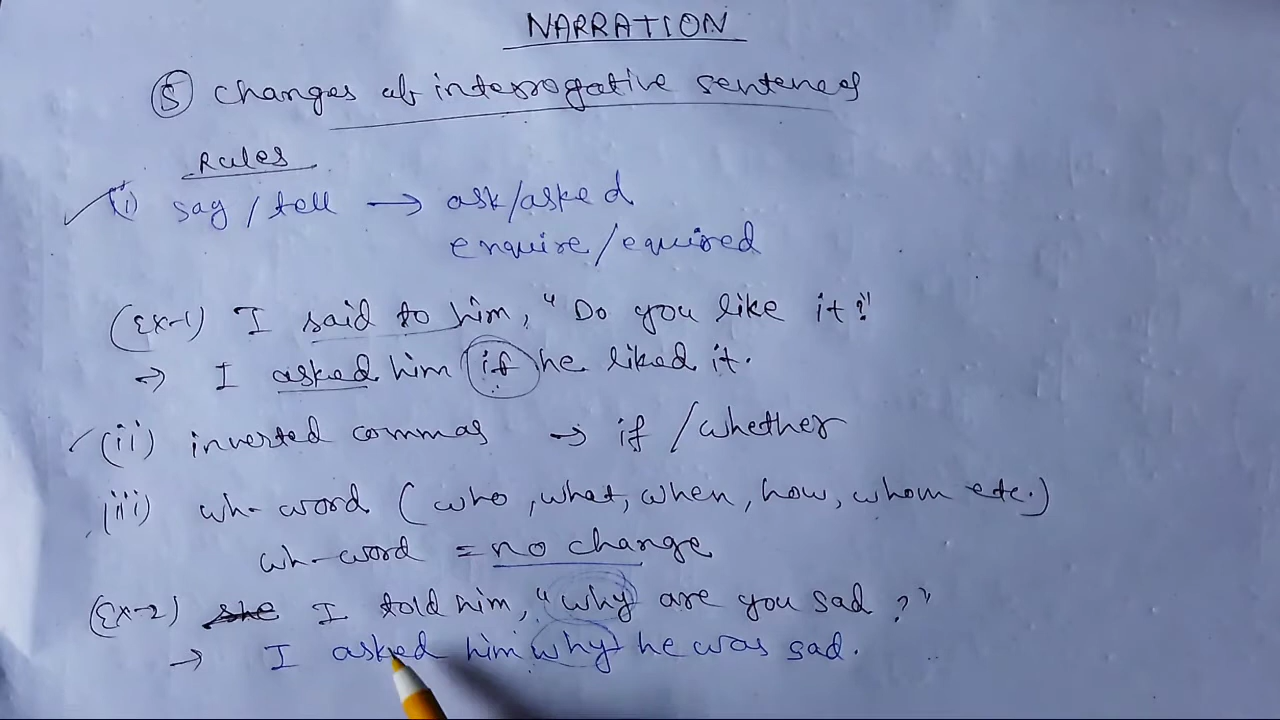 NARRATION
⑤ changes of interrogative sentences
Rules
(i) say / tell → ask/asked
enquire/equired
(Ex-1) I said to him, "Do you like it?"
→ I asked him if he liked it.
(ii) inverted commas → if / whether
(iii) wh-word (who, what, when, how, whom etc.)
wh-word = no change
(Ex-2) she I told him, "why are you sad ?"
→ I asked him why he was sad.